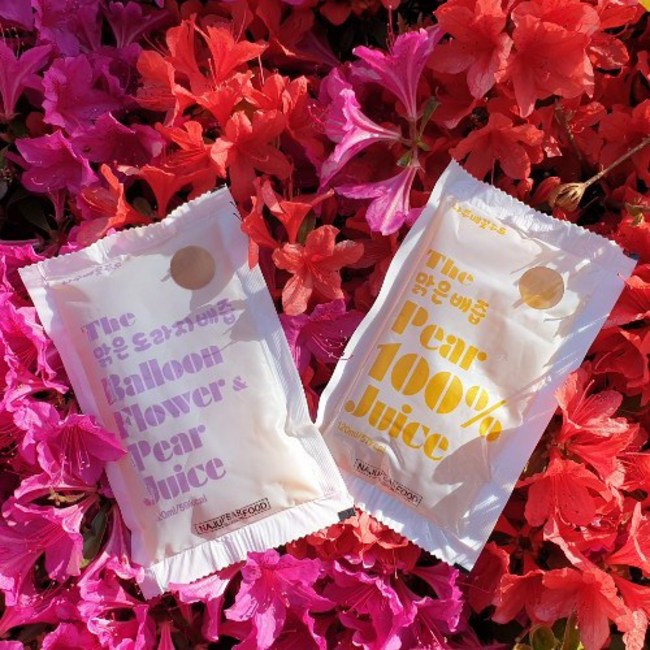 The
맑은도라지배즙
Balloon
Flower &
Pear
Juice
NAJUPEARFOOD
The
맑은배즙
Pear
100%
Juice
NAJUPEARFOOD